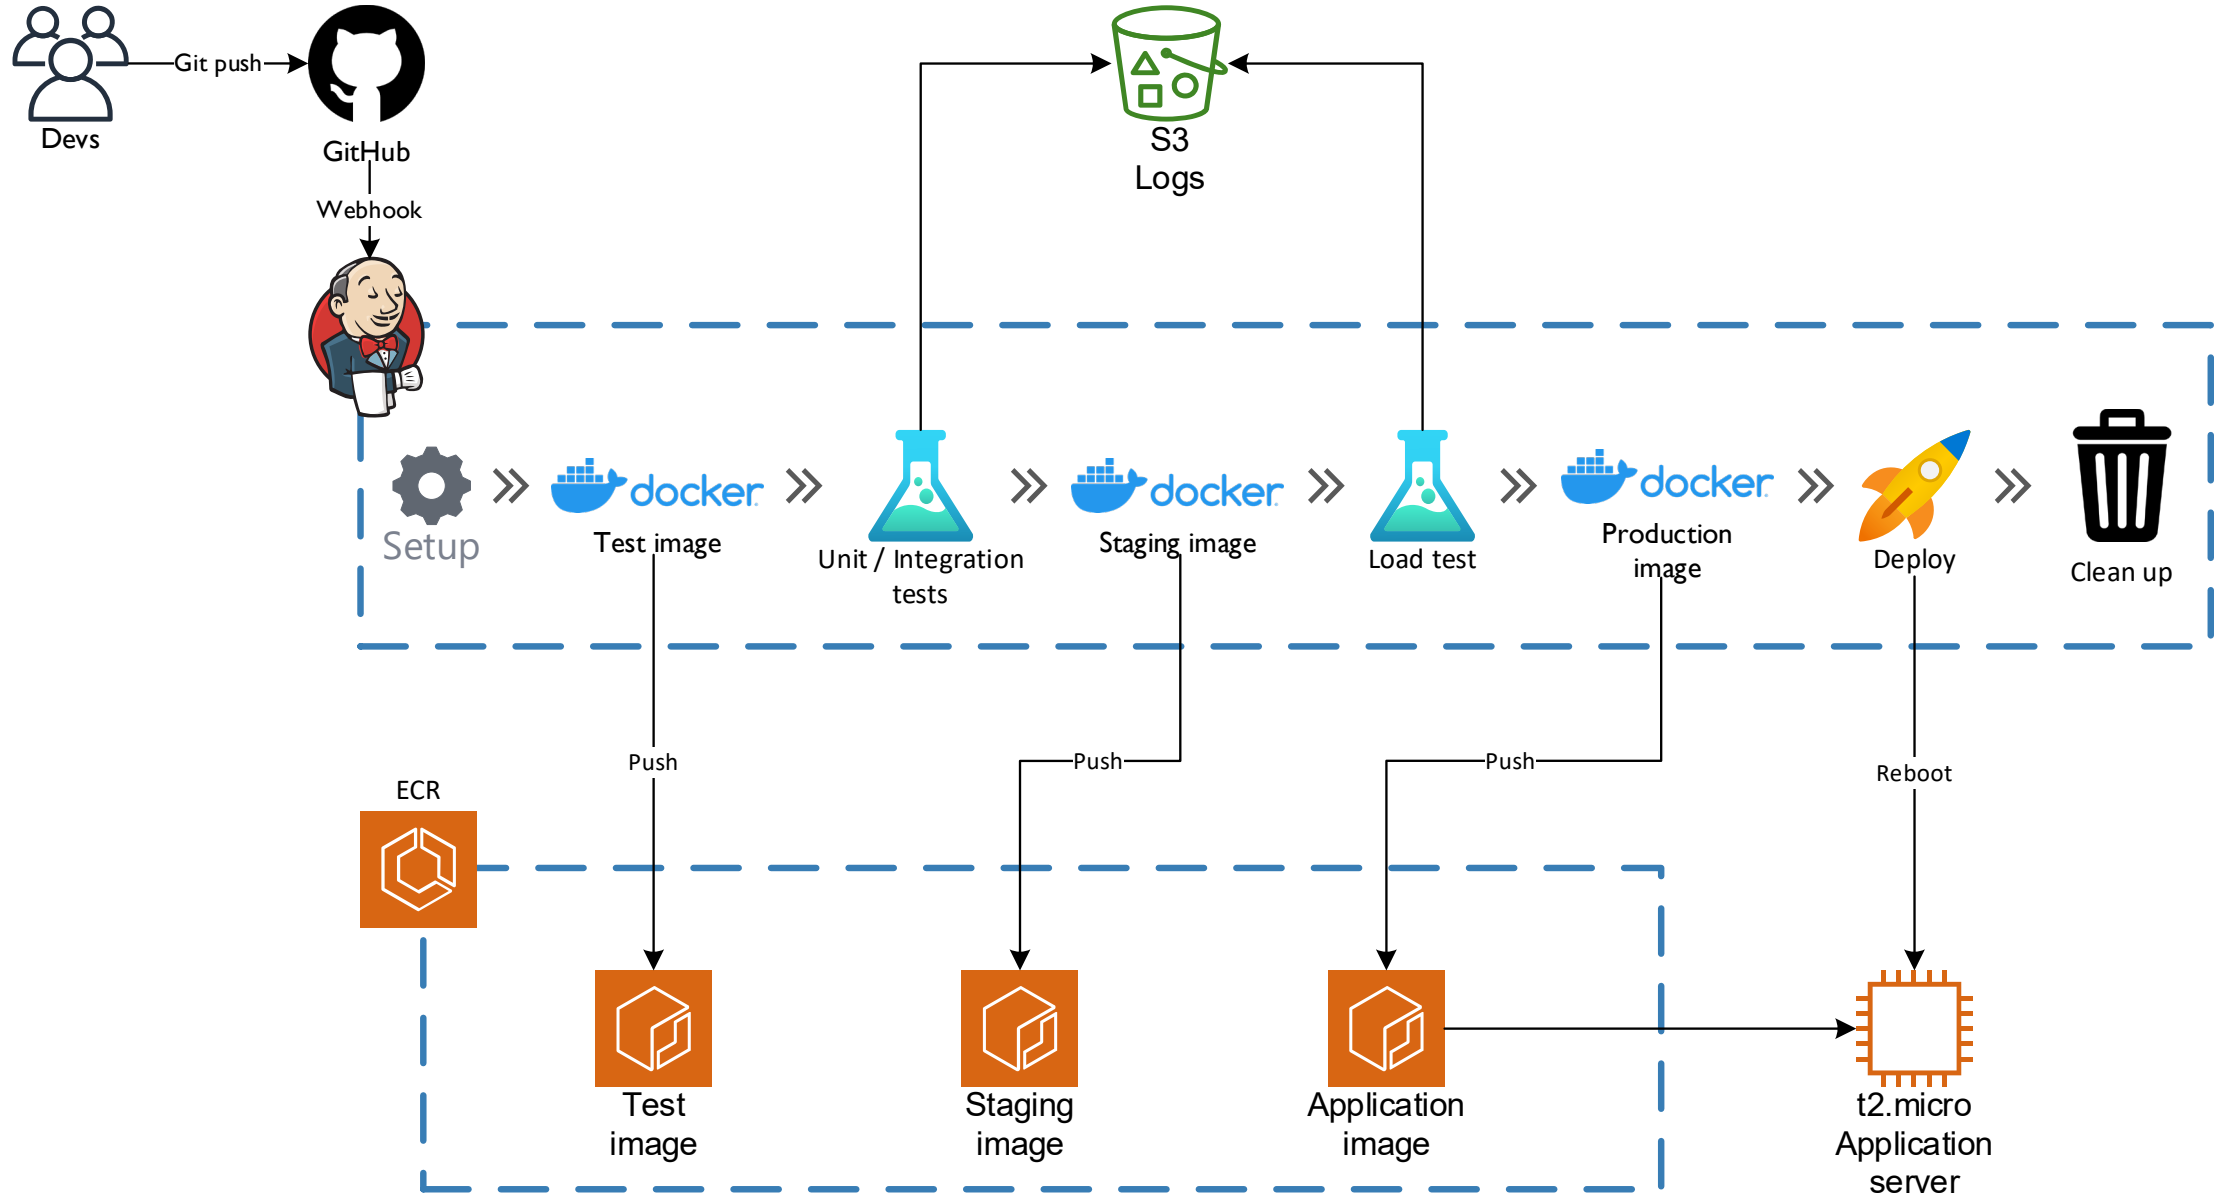 Devs
Git push
GitHub
Webhook
S3
Logs
Setup
docker
Test image
Unit / Integration
tests
docker
Staging image
Load test
docker
Production
image
Deploy
Clean up
Push
Push
Push
Reboot
ECR
Test
image
Staging
image
Application
image
t2.micro
Application
server